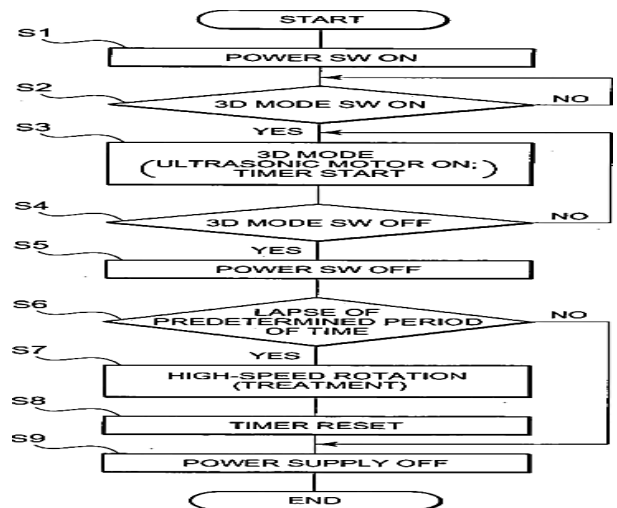 START
S1
POWER SW ON
S2
3D MODE SW ON
NO
YES
S3
3D MODE
(ULTRASONIC MOTOR ON;
TIMER START)
S4
3D MODE SW OFF
NO
YES
S5
POWER SW OFF
S6
LAPSE OF
PREDETERMINED PERIOD
OF TIME
NO
YES
S7
HIGH-SPEED ROTATION
(TREATMENT)
S8
TIMER RESET
S9
POWER SUPPLY OFF
END